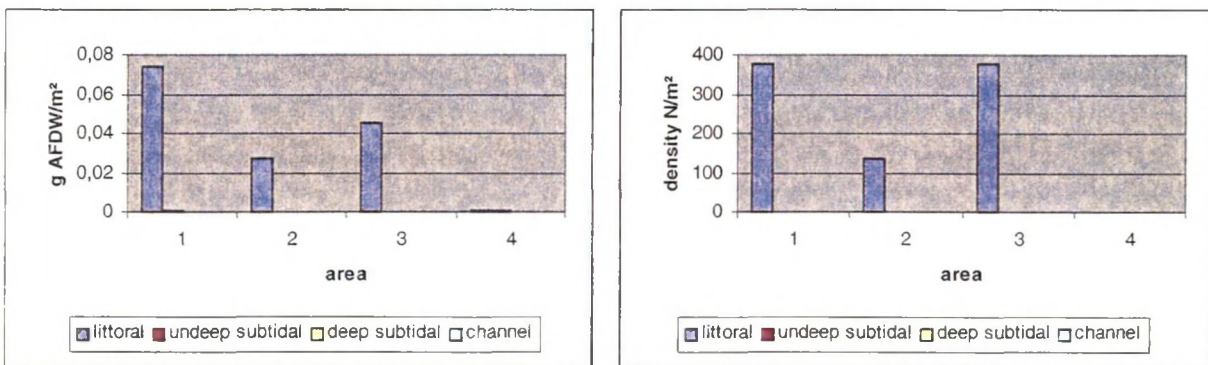 g AFDW/m²
0,08
0,06
0,04
0,02
0
1 2 3 4
area
littoral undeep subtidal deep subtidal channel
density N/m²
400
300
200
100
0
1 2 3 4
area
littoral undeep subtidal deep subtidal channel